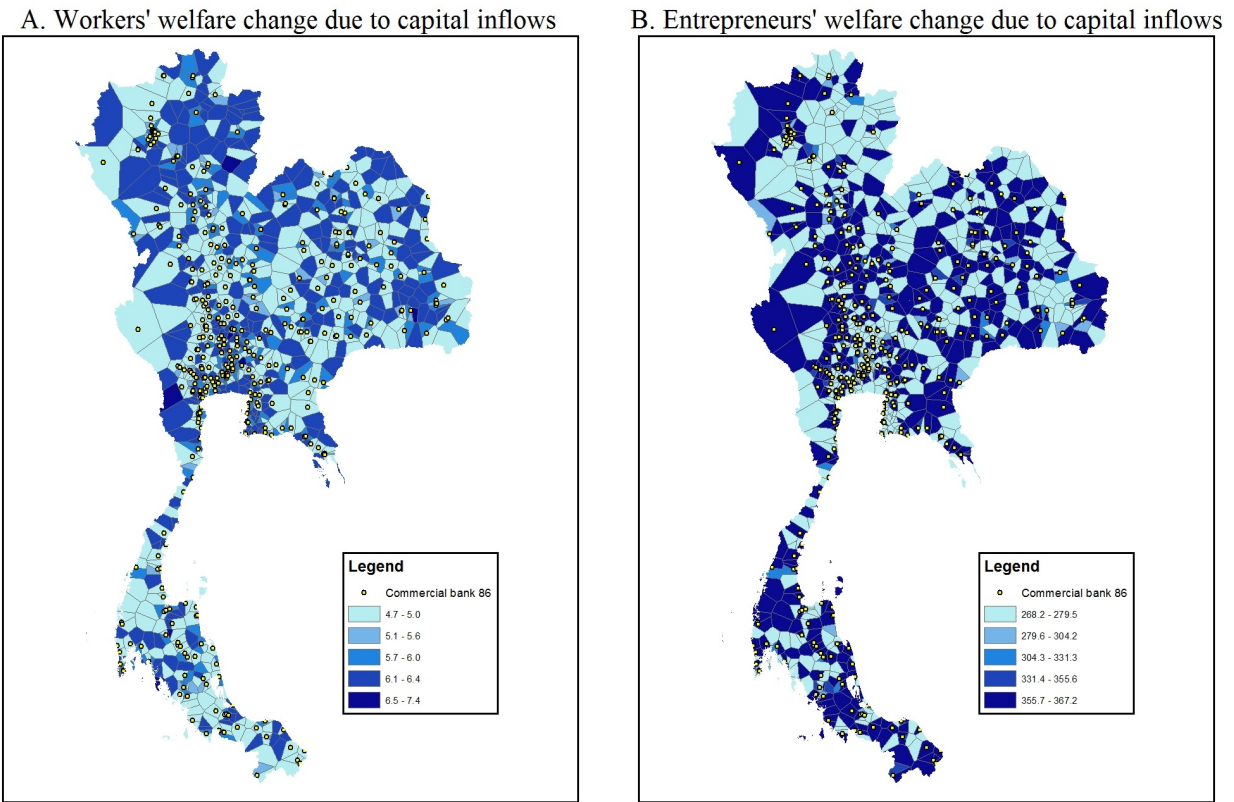 A. Workers' welfare change due to capital inflows
B. Entrepreneurs' welfare change due to capital inflows
Legend
Commercial bank 86
4.7 - 5.0
5.1 - 5.6
5.7 - 6.0
6.1 - 6.4
6.5 - 7.4
Legend
Commercial bank 86
268.2 - 279.5
279.6 - 304.2
304.3 - 331.3
331.4 - 355.6
355.7 - 367.2